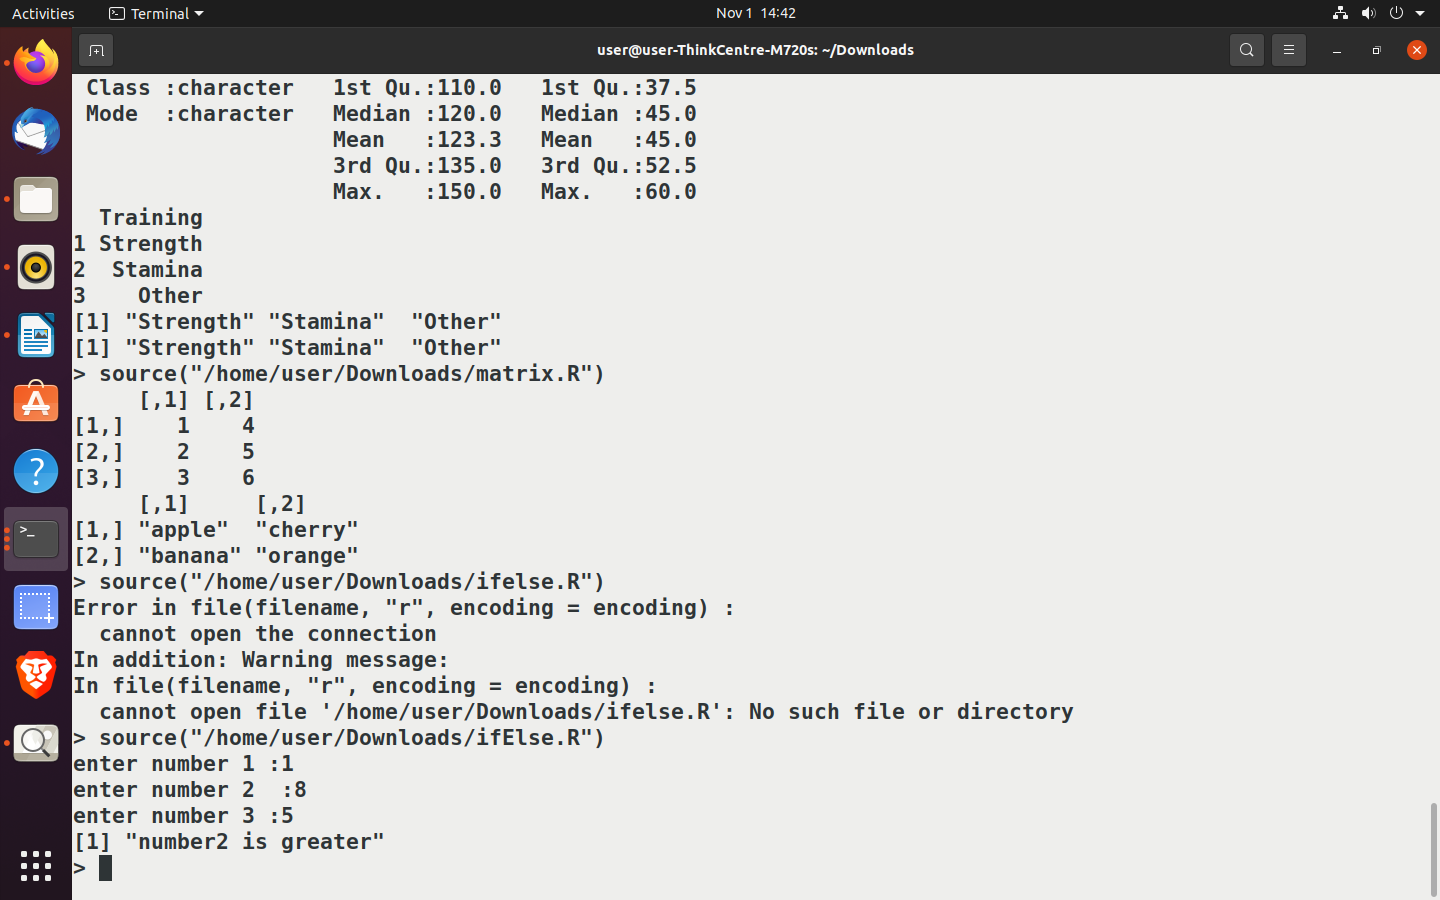 Activities Terminal Nov 1 14:42
user@user-ThinkCentre-M720s: ~/Downloads
 Class :character   1st Qu.:110.0   1st Qu.:37.5
 Mode  :character   Median :120.0   Median :45.0
                    Mean   :123.3   Mean   :45.0
                    3rd Qu.:135.0   3rd Qu.:52.5
                    Max.   :150.0   Max.   :60.0
  Training
1 Strength
2  Stamina
3    Other
[1] "Strength" "Stamina"  "Other"
[1] "Strength" "Stamina"  "Other"
> source("/home/user/Downloads/matrix.R")
     [,1] [,2]
[1,]    1    4
[2,]    2    5
[3,]    3    6
     [,1]     [,2]
[1,] "apple"  "cherry"
[2,] "banana" "orange"
> source("/home/user/Downloads/ifelse.R")
Error in file(filename, "r", encoding = encoding) :
  cannot open the connection
In addition: Warning message:
In file(filename, "r", encoding = encoding) :
  cannot open file '/home/user/Downloads/ifelse.R': No such file or directory
> source("/home/user/Downloads/ifElse.R")
enter number 1 :1
enter number 2  :8
enter number 3 :5
[1] "number2 is greater"
>